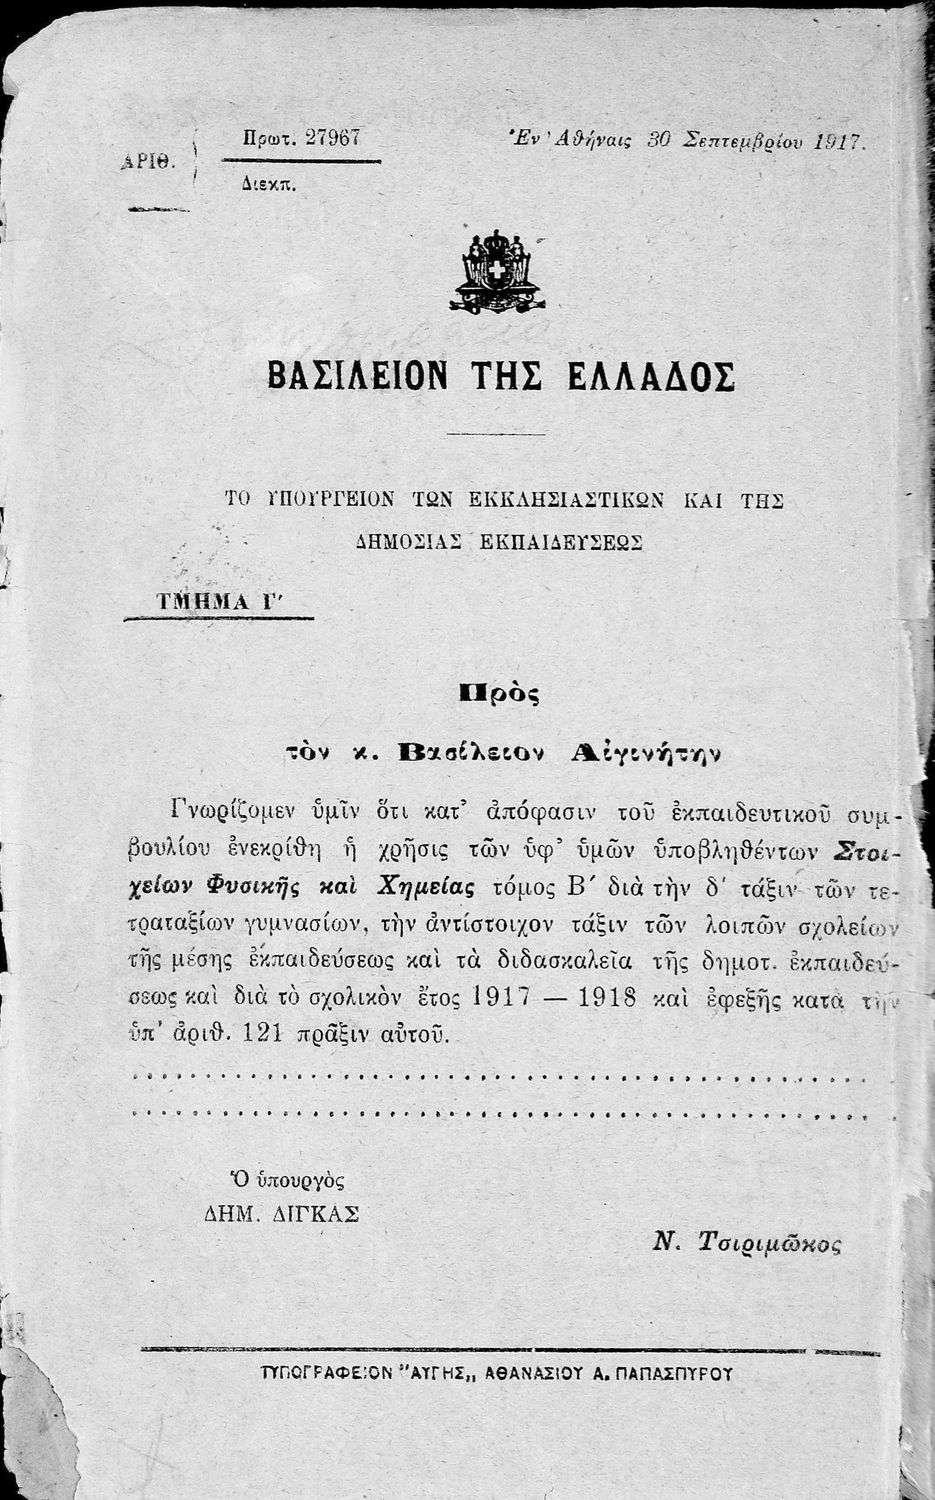 ΑΡΙΘ.
Πρωτ. 27967
Διεκπ.
Ἐν Ἀθήναις 30 Σεπτεμβρίου 1917.
ΒΑΣΙΛΕΙΟΝ ΤΗΣ ΕΛΛΑΔΟΣ
ΤΟ ΥΠΟΥΡΓΕΙΟΝ ΤΩΝ ΕΚΚΛΗΣΙΑΣΤΙΚΩΝ ΚΑΙ ΤΗΣ
ΔΗΜΟΣΙΑΣ ΕΚΠΑΙΔΕΥΣΕΩΣ
ΤΜΗΜΑ Γ′
Πρὸς
τὸν κ. Βασίλειον Αἰγινήτην
Γνωρίζομεν ὑμῖν ὅτι κατ' ἀπόφασιν τοῦ ἐκπαιδευτικοῦ συμ-
βουλίου ἐνεκρίθη ἡ χρῆσις τῶν ὑφ' ὑμῶν ὑποβληθέντων Στοι-
χείων Φυσικῆς καὶ Χημείας τόμος Β′ διὰ τὴν δ′ τάξιν τῶν τε-
τραταξίων γυμνασίων, τὴν ἀντίστοιχον τάξιν τῶν λοιπῶν σχολείων
τῆς μέσης ἐκπαιδεύσεως καὶ τὰ διδασκαλεῖα τῆς δημοτ. ἐκπαιδεύ-
σεως καὶ διὰ τὸ σχολικὸν ἔτος 1917 — 1918 καὶ ἐφεξῆς κατὰ τὴν
ὑπ' ἀριθ. 121 πρᾶξιν αὐτοῦ.
Ὁ ὑπουργὸς
ΔΗΜ. ΔΙΓΚΑΣ
Ν. Τσιριμῶκος
ΤΥΠΟΓΡΑΦΕΙΟΝ "ΑΥΓΗΣ„ ΑΘΑΝΑΣΙΟΥ Α. ΠΑΠΑΣΠΥΡΟΥ